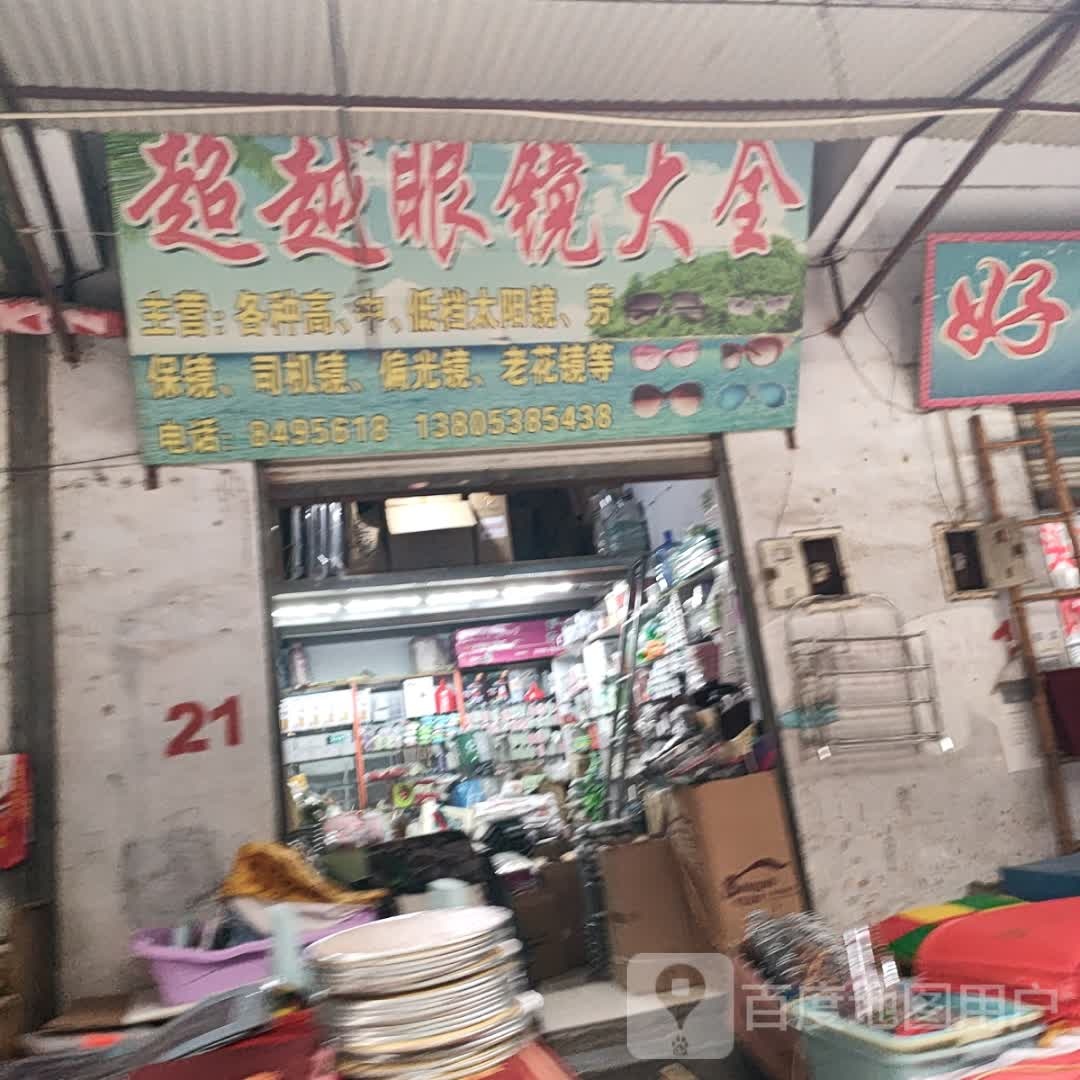 超越眼镜大全
主营：各种高、中、低档太阳镜、劳
保镜、司机镜、偏光镜、老花镜等
电话：8495618 13805385438
好
21
百度地图用户